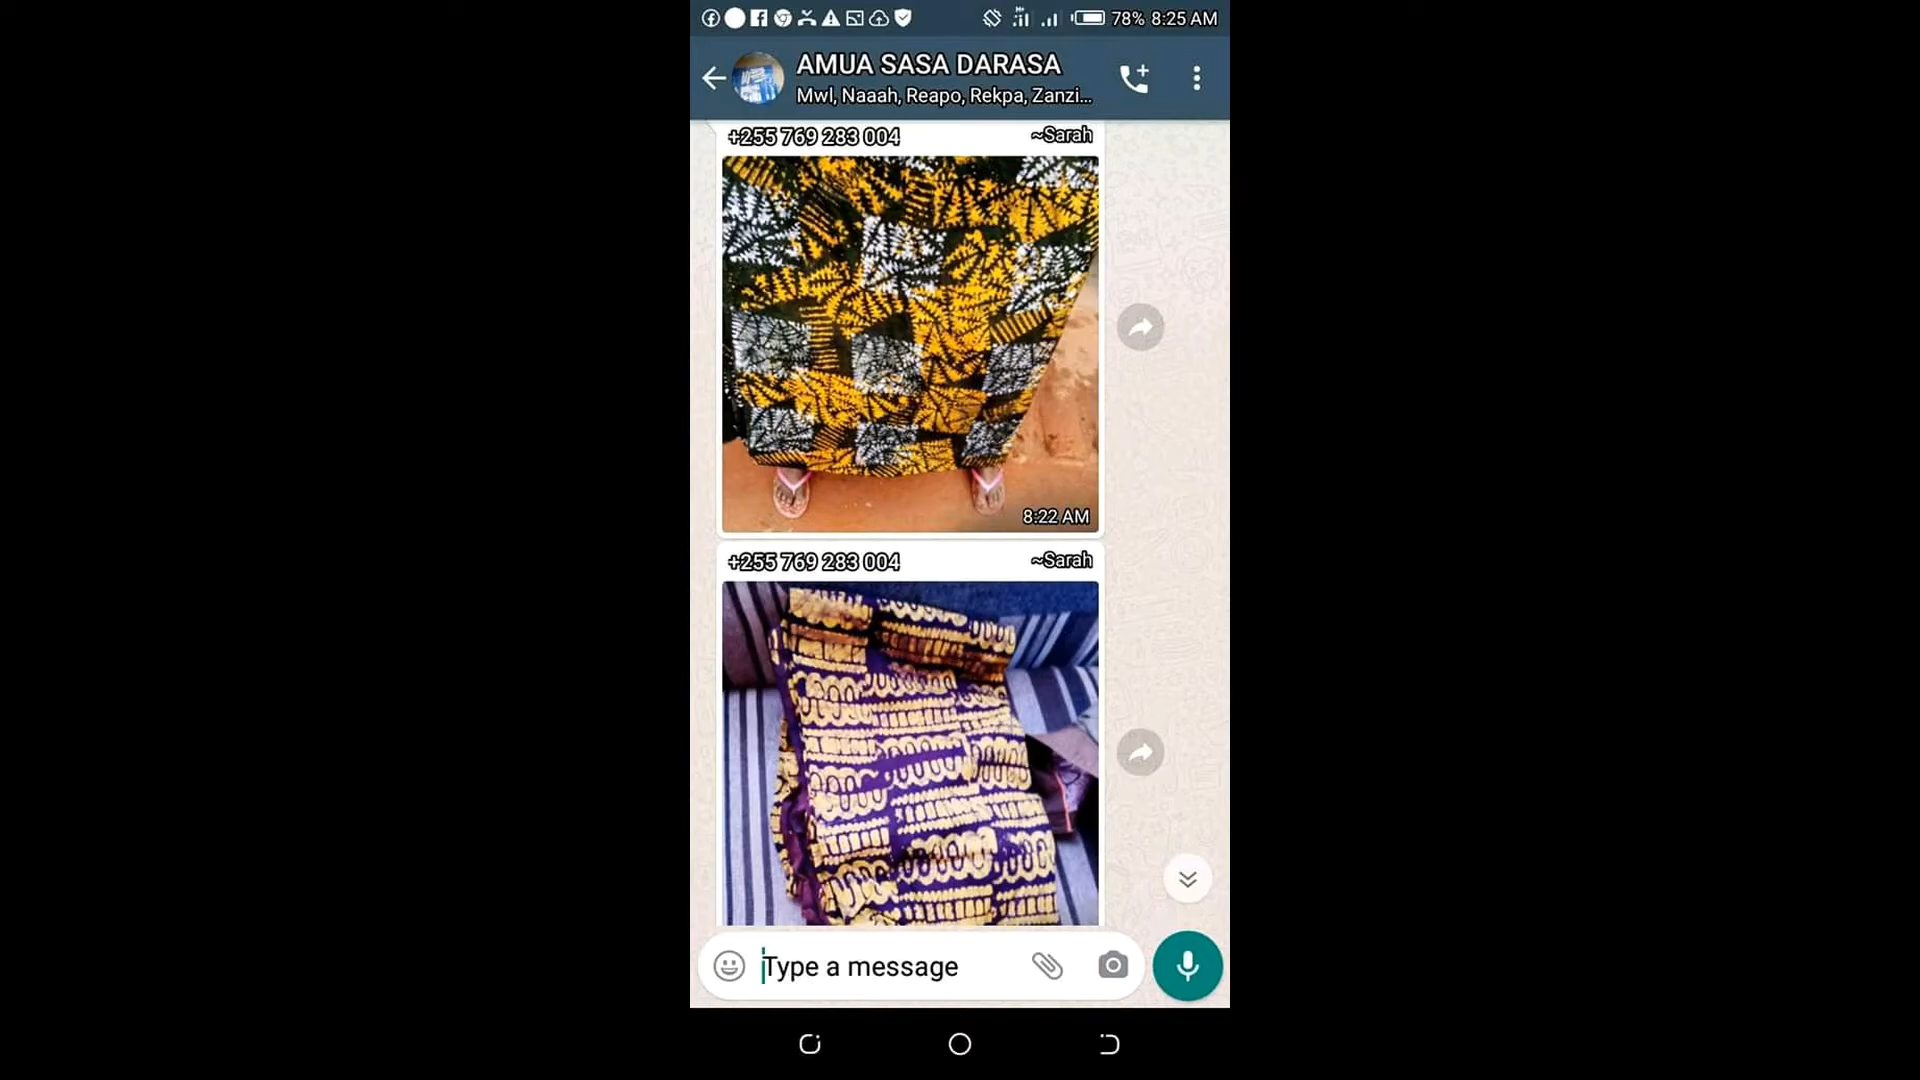 78% 8:25 AM
AMUA SASA DARASA
Mwl, Naaah, Reapo, Rekpa, Zanzi...
+255 769 283 004 ~Sarah
8:22 AM
+255 769 283 004 ~Sarah
Type a message